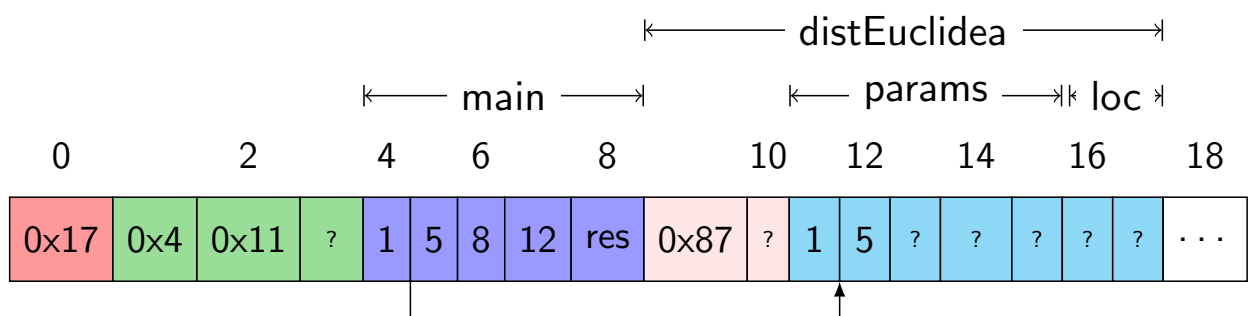 distEuclidea
main params loc
0 2 4 6 8 10 12 14 16 18
0x17 0x4 0x11 ? 1 5 8 12 res 0x87 ? 1 5 ? ? ? ? ? · · ·